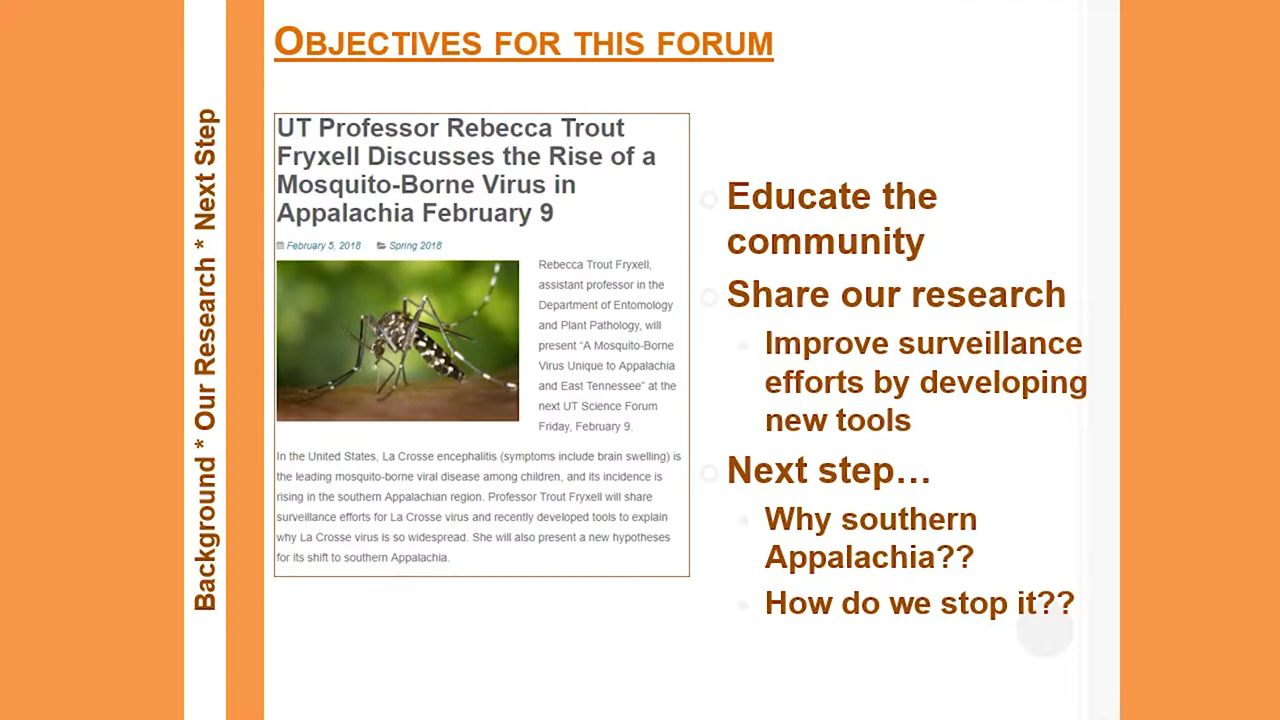 OBJECTIVES FOR THIS FORUM
Background * Our Research * Next Step
UT Professor Rebecca Trout
Fryxell Discusses the Rise of a
Mosquito-Borne Virus in
Appalachia February 9
February 5, 2018 Spring 2018
Rebecca Trout Fryxell,
assistant professor in the
Department of Entomology
and Plant Pathology, will
present “A Mosquito-Borne
Virus Unique to Appalachia
and East Tennessee” at the
next UT Science Forum
Friday, February 9.
In the United States, La Crosse encephalitis (symptoms include brain swelling) is
the leading mosquito-borne viral disease among children, and its incidence is
rising in the southern Appalachian region. Professor Trout Fryxell will share
surveillance efforts for La Crosse virus and recently developed tools to explain
why La Crosse virus is so widespread. She will also present a new hypotheses
for its shift to southern Appalachia.
Educate the
community
Share our research
Improve surveillance
efforts by developing
new tools
Next step…
Why southern
Appalachia??
How do we stop it??